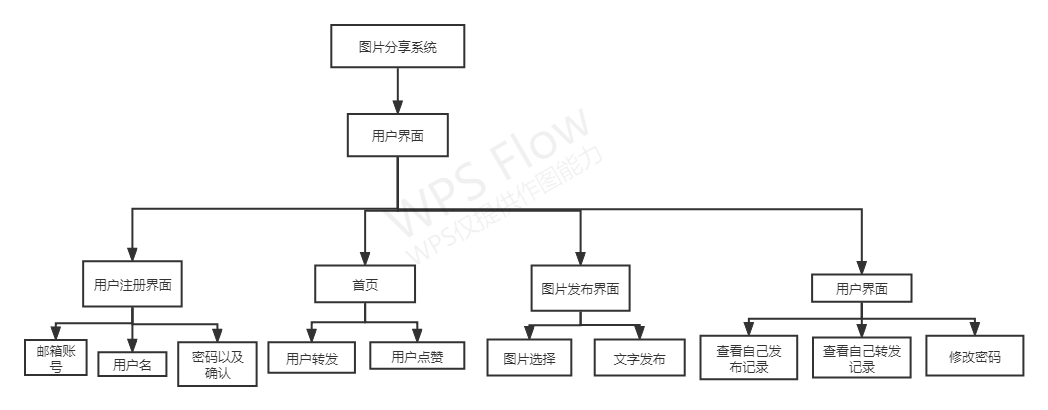 图片分享系统
用户界面
WPS Flow
WPS仅提供作图能力
用户注册界面
首页
图片发布界面
用户界面
邮箱账
号
用户名
密码以及
确认
用户转发
用户点赞
图片选择
文字发布
查看自己发
布记录
查看自己转发
记录
修改密码